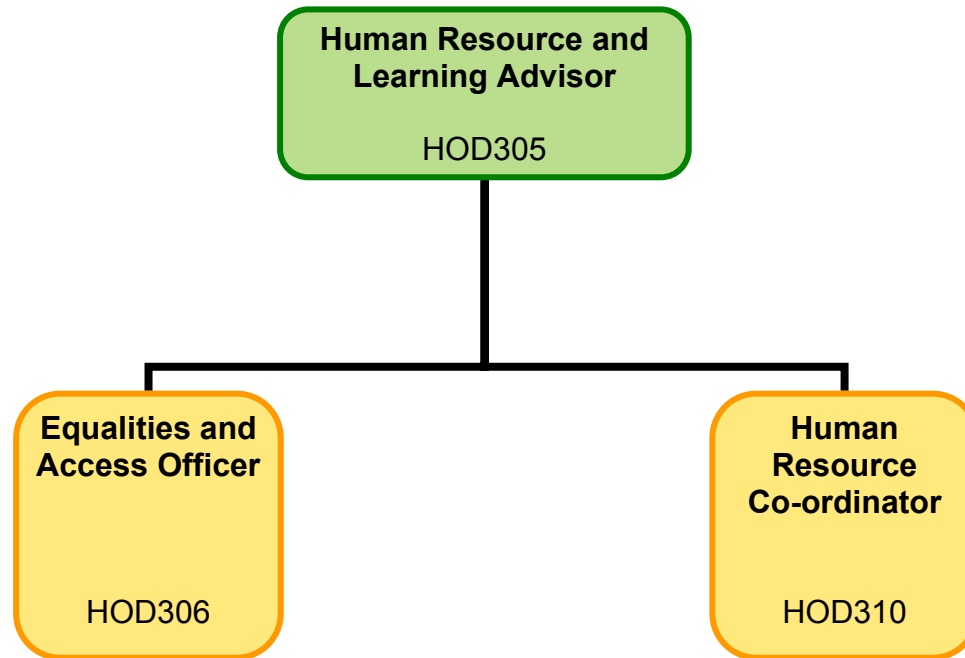 Human Resource and
Learning Advisor
HOD305
Equalities and
Access Officer
HOD306
Human
Resource
Co-ordinator
HOD310